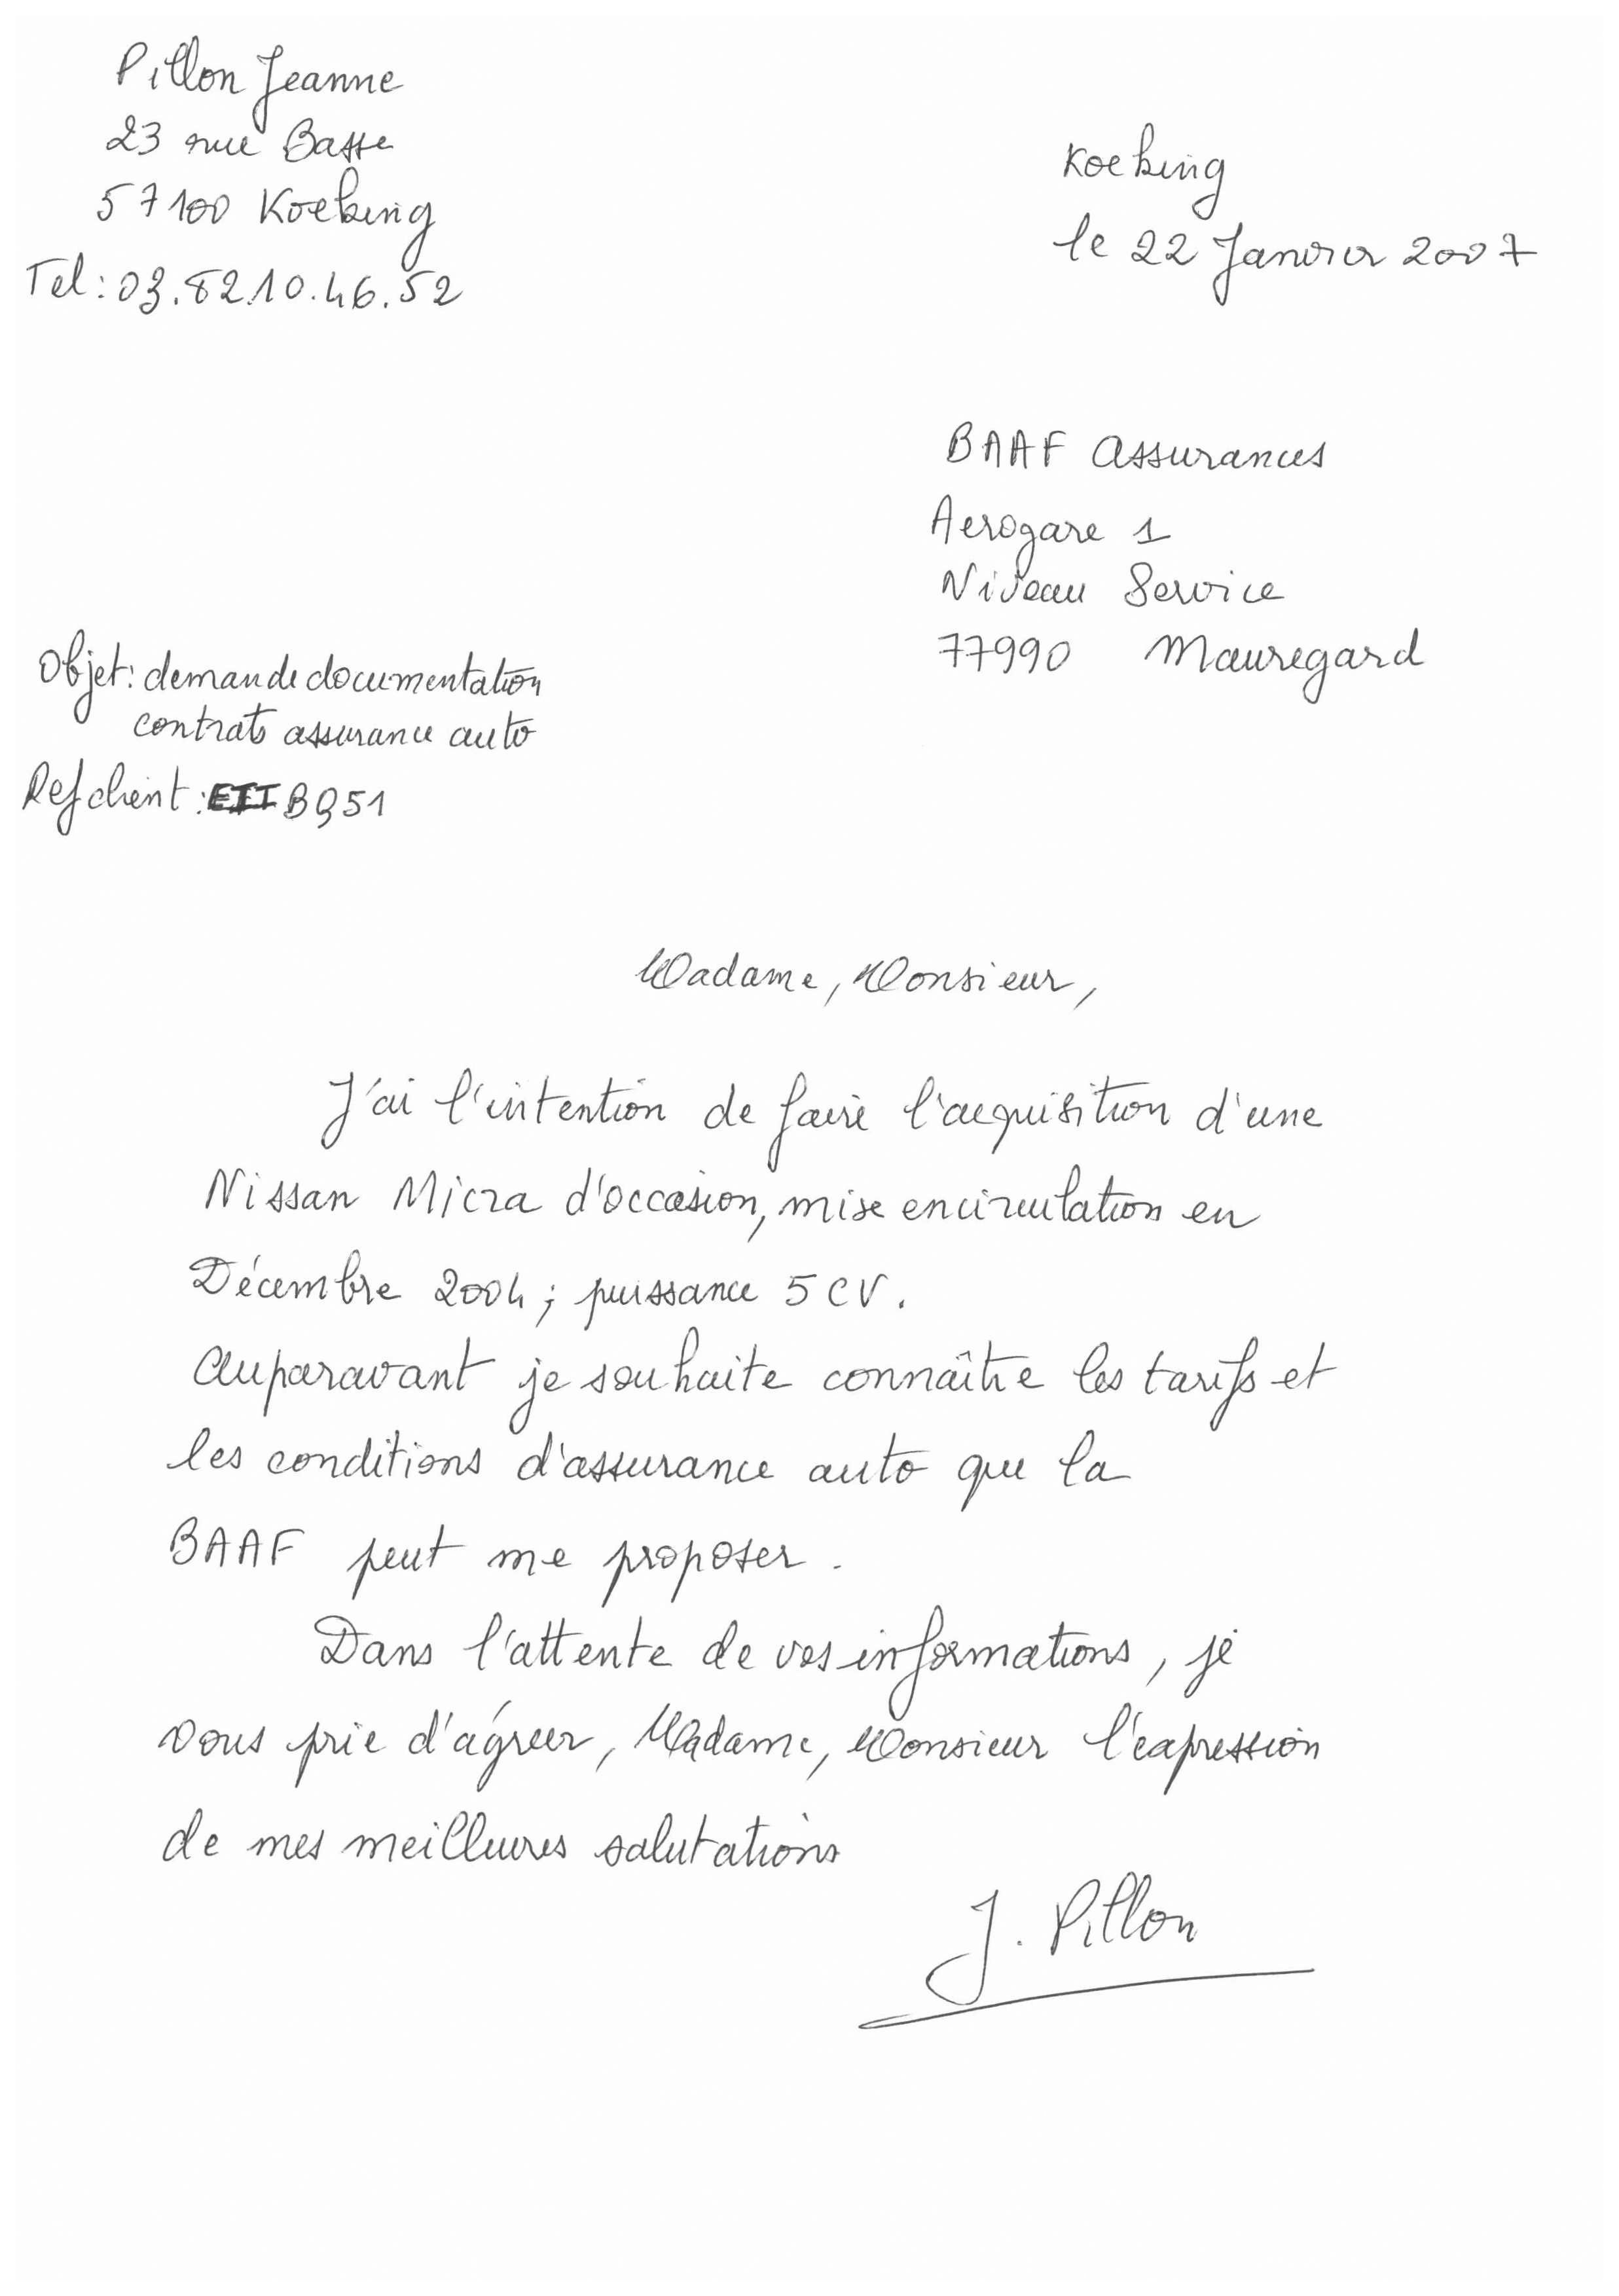 Pillon Jeanne
23 rue Basse
57100 Koeking
Tel : 03.82.10.46.52
Koeking
le 22 Janvier 2007
BAAF Assurances
Aerogare 1
Niveau Service
77990 Mauregard
Objet : demande documentation
contrats assurance auto
Ref client : EIIBQ51
Madame, Monsieur,
J'ai l'intention de faire l'acquisition d'une
Nissan Micra d'occasion, mise en circulation en
Décembre 2004 ; puissance 5 CV.
Auparavant je souhaite connaître les tarifs et
les conditions d'assurance auto que la
BAAF peut me proposer.
Dans l'attente de vos informations, je
vous prie d'agréer, Madame, Monsieur l'expression
de mes meilleures salutations
J. Pillon